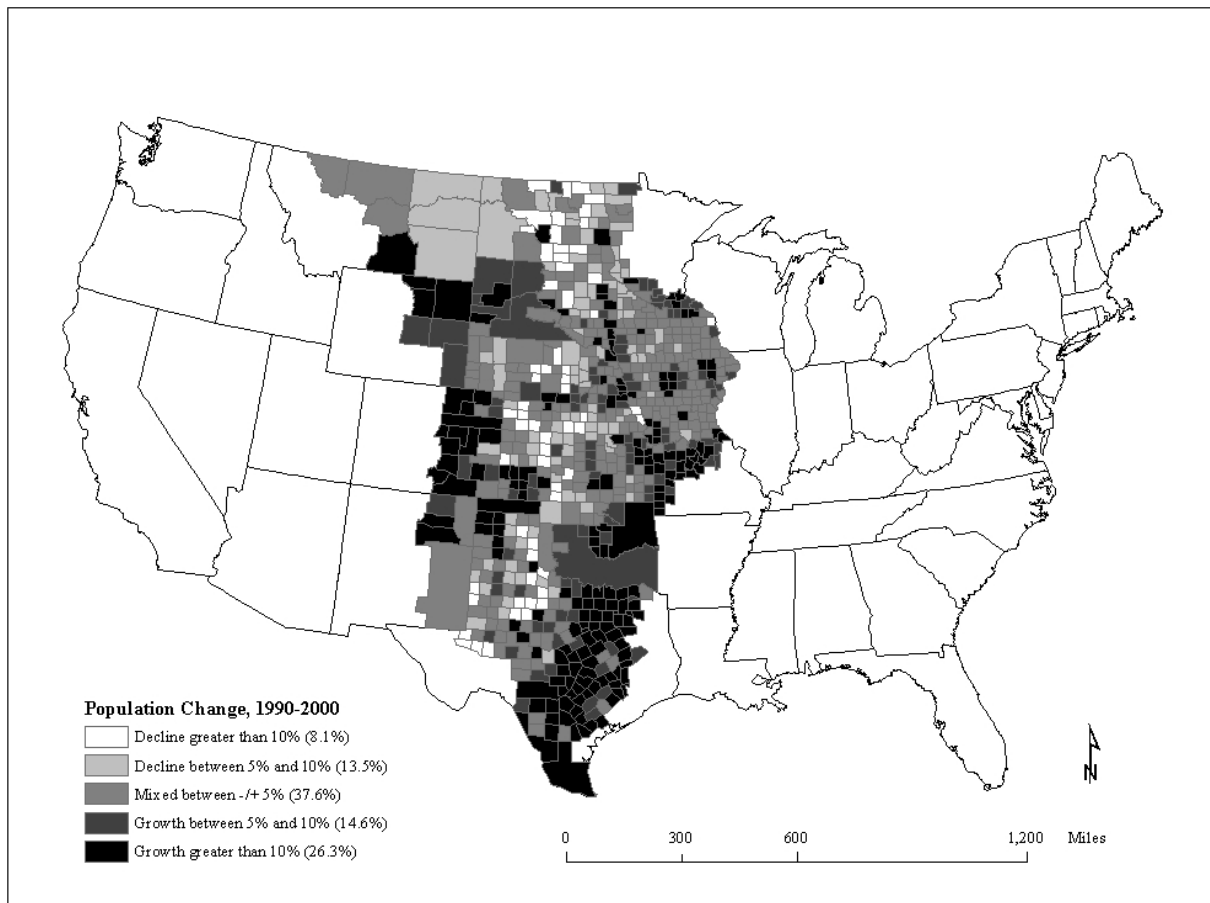 Population Change, 1990-2000
Decline greater than 10% (8.1%)
Decline between 5% and 10% (13.5%)
Mixed between -/+ 5% (37.6%)
Growth between 5% and 10% (14.6%)
Growth greater than 10% (26.3%)
N
0 300 600 1,200 Miles